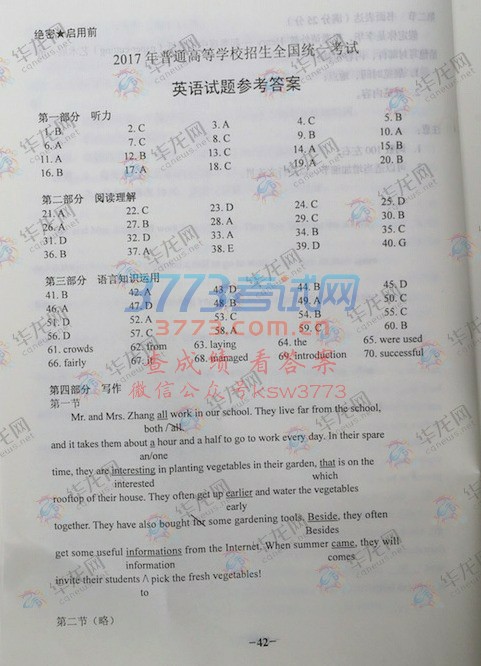 绝密★启用前
2017年普通高等学校招生全国统一考试
英语试题参考答案
第一部分 听力
1. B 2. C 3. A 4. C 5. B
6. A 7. C 8. C 9. B 10. A
11. A 12. B 13. C 14. A 15. B
16. B 17. A 18. C 19. A 20. B
第二部分 阅读理解
21. A 22. C 23. D 24. C 25. D
26. A 27. B 28. A 29. C 30. B
31. D 32. D 33. A 34. B 35. C
36. B 37. A 38. E 39. D 40. G
第三部分 语言知识运用
41. B 42. A 43. D 44. B 45. D
46. A 47. D 48. B 49. A 50. C
51. D 52. A 53. C 54. B 55. C
56. D 57. C 58. A 59. C 60. B
61. crowds 62. from 63. laying 64. the 65. were used
66. fairly 67. it 68. managed 69. introduction 70. successful
第四部分 写作
第一节
Mr. and Mrs. Zhang all work in our school. They live far from the school,
both / all
and it takes them about a hour and a half to go to work every day. In their spare
an/one
time, they are interesting in planting vegetables in their garden, that is on the
interested which
rooftop of their house. They often get up earlier and water the vegetables
early
together. They have also bought for some gardening tools. Beside, they often
Besides
get some useful informations from the Internet. When summer came, they will
information comes
invite their students /\ pick the fresh vegetables!
to
第二节（略）
-42-
3773考试网
3773.com.cn
查成绩 看答案
微信公众号ksw3773
华龙网
cqnews.net